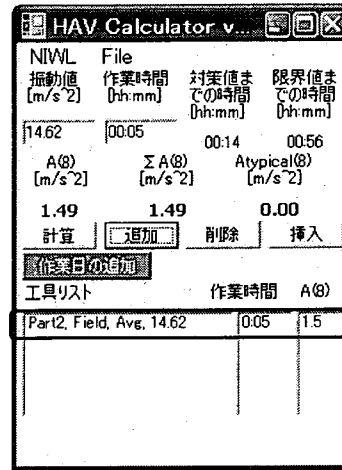 HAV Calculator v...
NIWL File
振動値 作業時間 対策値ま 限界値ま
[m/s^2] [hh:mm] での時間 での時間
[hh:mm] [hh:mm]
14.62 00:05 00:14 00:56
A(8) ΣA(8) Atypical(8)
[m/s^2] [m/s^2] [m/s^2]
1.49 1.49 0.00
計算 追加 削除 挿入
作業日の追加
工具リスト 作業時間 A(8)
Part2, Field, Avg, 14.62 0:05 1.5